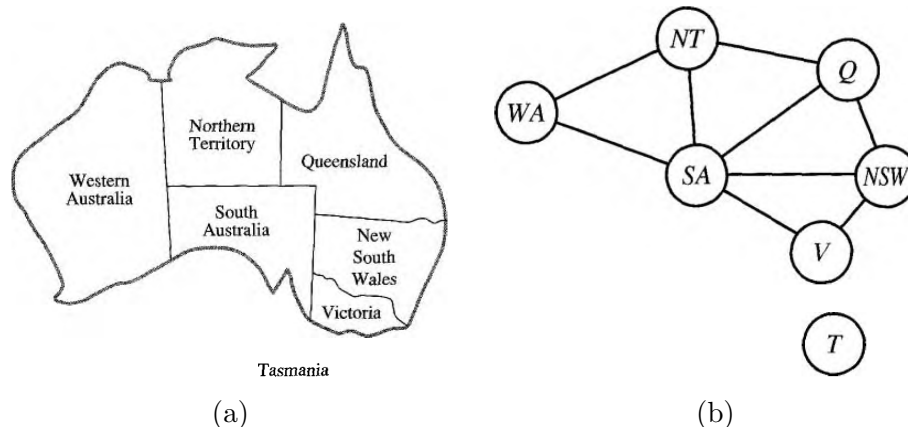 Northern
Territory
Western
Australia
Queensland
South
Australia
New
South
Wales
Victoria
Tasmania
(a)
NT
Q
WA
SA
NSW
V
T
(b)